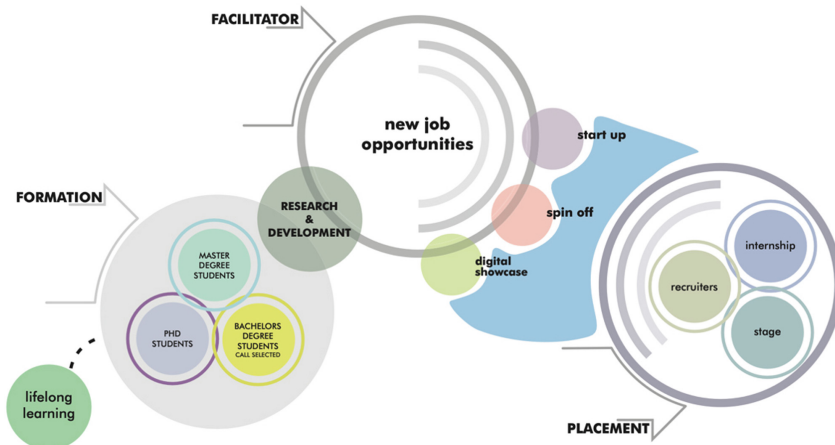 FACILITATOR
new job
opportunities
start up
FORMATION
RESEARCH
&
DEVELOPMENT
spin off
internship
MASTER
DEGREE
STUDENTS
digital
showcase
recruiters
PHD
STUDENTS
BACHELORS
DEGREE
STUDENTS
CALL SELECTED
stage
lifelong
learning
PLACEMENT